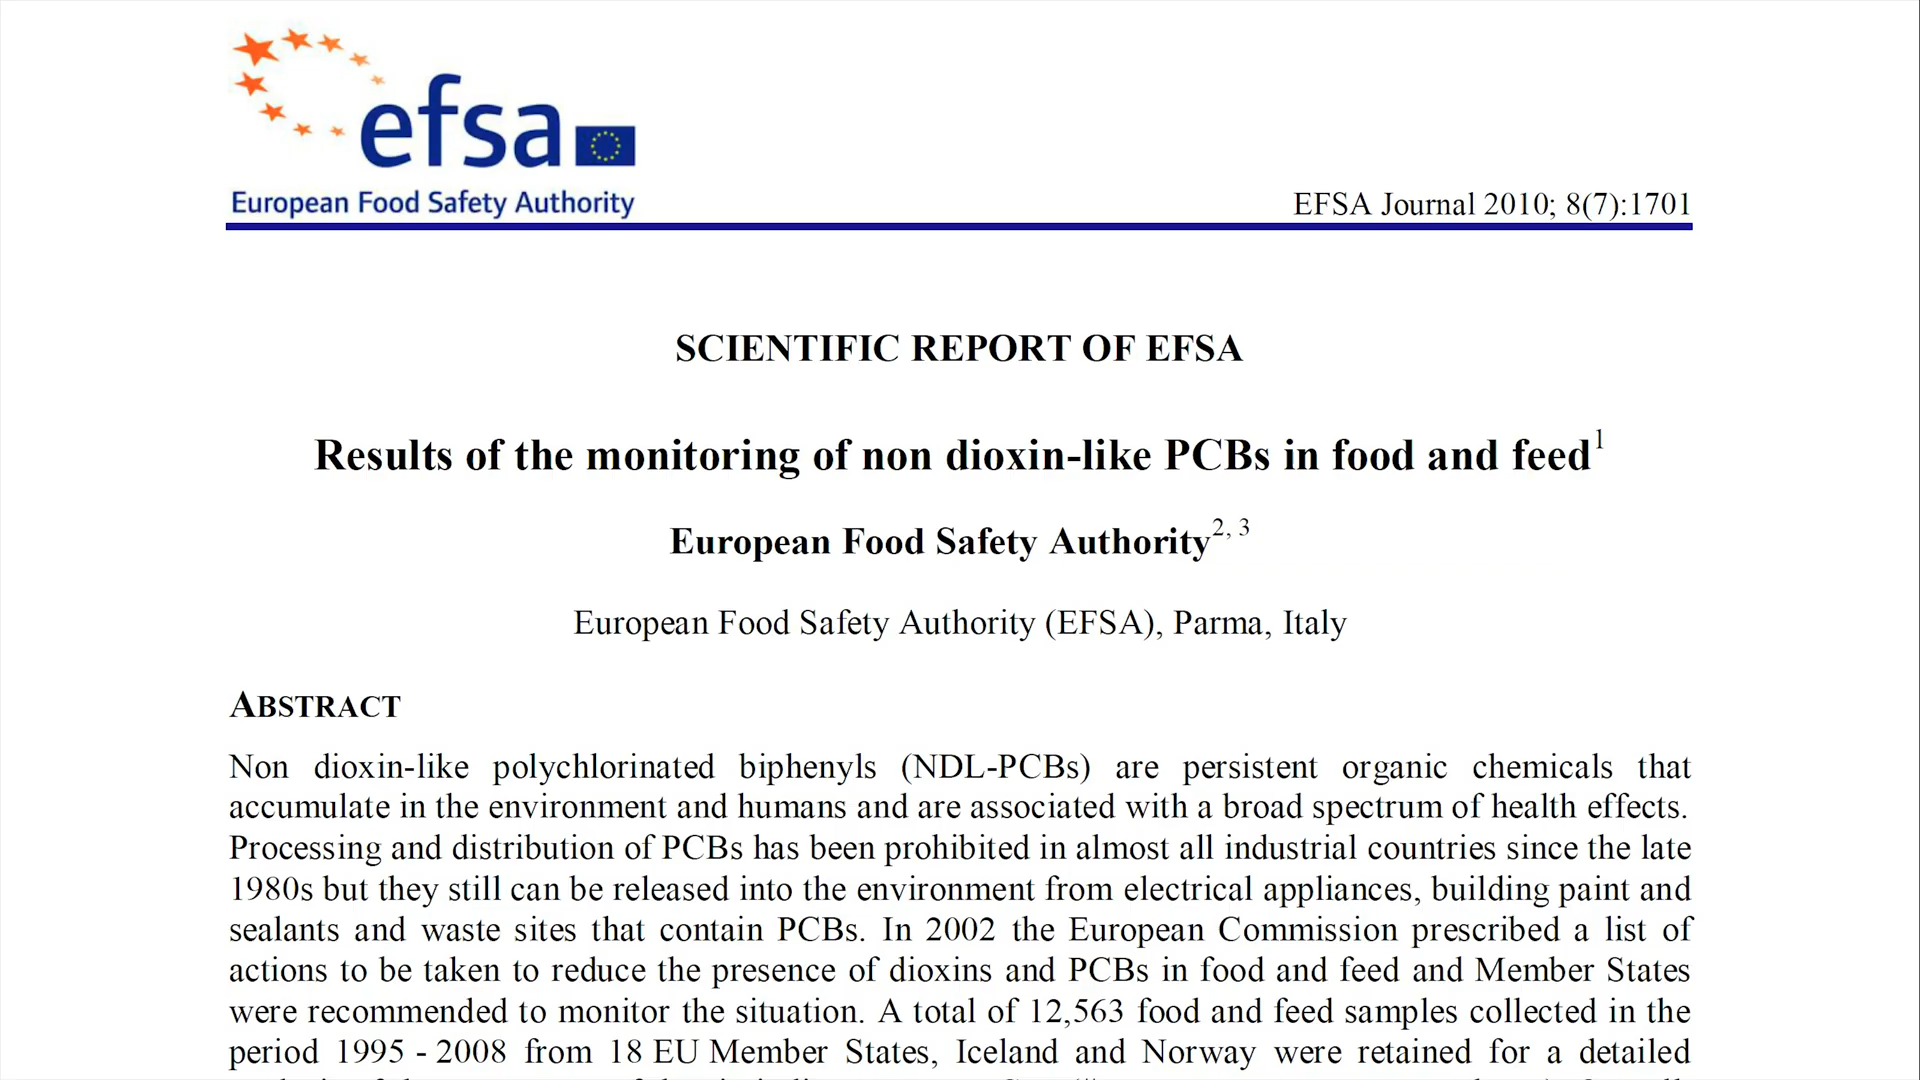 efsa
European Food Safety Authority
EFSA Journal 2010; 8(7):1701
SCIENTIFIC REPORT OF EFSA
Results of the monitoring of non dioxin-like PCBs in food and feed1
European Food Safety Authority2, 3
European Food Safety Authority (EFSA), Parma, Italy
ABSTRACT
Non dioxin-like polychlorinated biphenyls (NDL-PCBs) are persistent organic chemicals that
accumulate in the environment and humans and are associated with a broad spectrum of health effects.
Processing and distribution of PCBs has been prohibited in almost all industrial countries since the late
1980s but they still can be released into the environment from electrical appliances, building paint and
sealants and waste sites that contain PCBs. In 2002 the European Commission prescribed a list of
actions to be taken to reduce the presence of dioxins and PCBs in food and feed and Member States
were recommended to monitor the situation. A total of 12,563 food and feed samples collected in the
period 1995 - 2008 from 18 EU Member States, Iceland and Norway were retained for a detailed